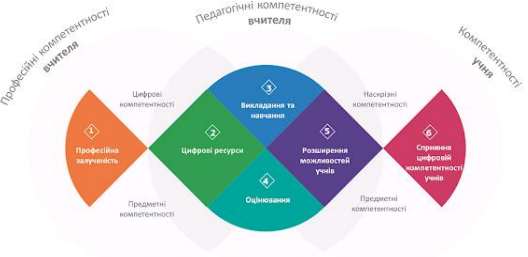 Професійні компетентності
вчителя
Педагогічні компетентності
вчителя
Компетентності
учня
Цифрові
компетентності
Наскрізні
компетентності
1
Професійна
залученість
2
Цифрові ресурси
3
Викладання та
навчання
4
Оцінювання
5
Розширення
можливостей
учнів
6
Сприяння
цифровій
компетентності
учнів
Предметні
компетентності
Предметні
компетентності